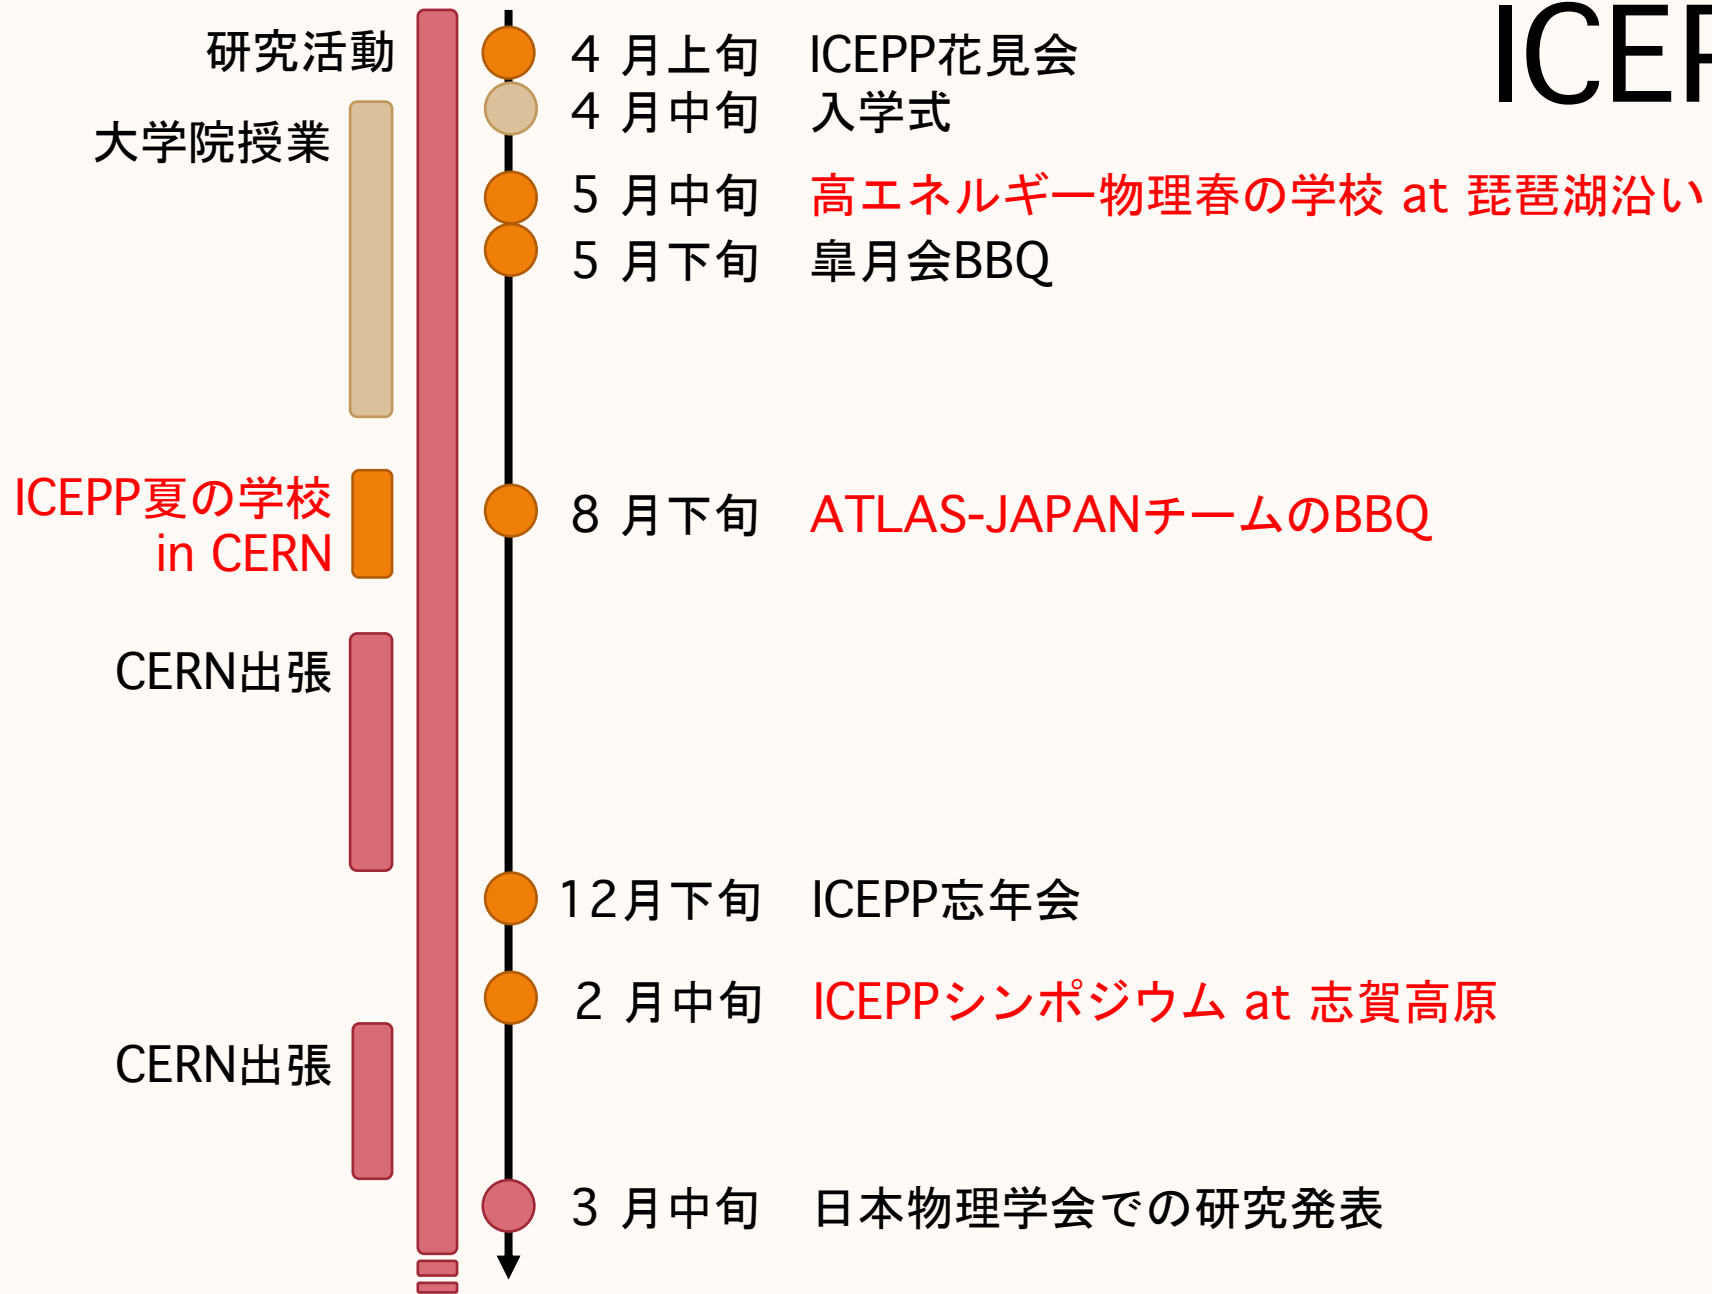 ICEP
研究活動
4 月上旬 ICEPP花見会
4 月中旬 入学式
大学院授業
5 月中旬 高エネルギー物理春の学校 at 琵琶湖沿い
5 月下旬 皐月会BBQ
ICEPP夏の学校
in CERN
8 月下旬 ATLAS-JAPANチームのBBQ
CERN出張
12月下旬 ICEPP忘年会
2 月中旬 ICEPPシンポジウム at 志賀高原
CERN出張
3 月中旬 日本物理学会での研究発表